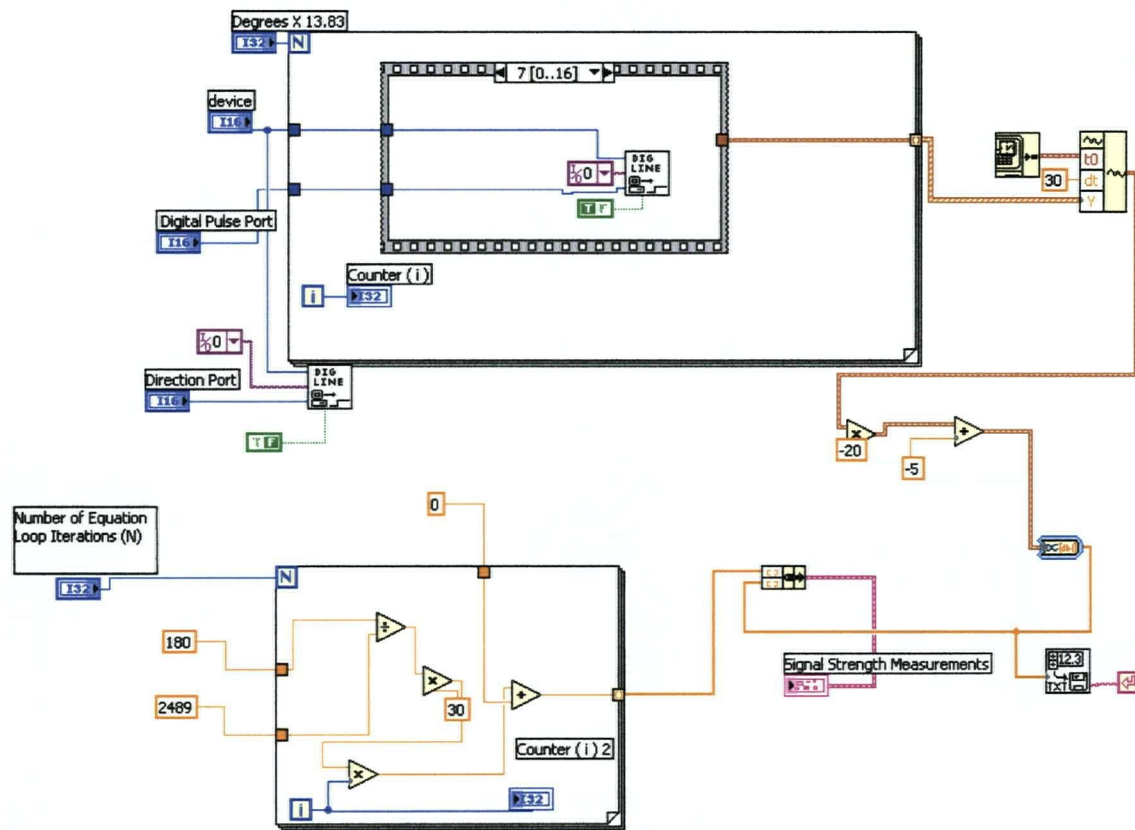 Degrees X 13.83
I32
N
7 [0..16]
device
I16
I/O 0
DIG
LINE
T F
t0
30
dt
Y
Digital Pulse Port
I16
Counter ( i )
i
I32
I/O 0
DIG
LINE
Direction Port
I16
T F
-20
-5
0
Number of Equation
Loop Iterations (N)
I32
N
180
2489
30
Counter ( i ) 2
i
I32
Signal Strength Measurements
12.3
TXT